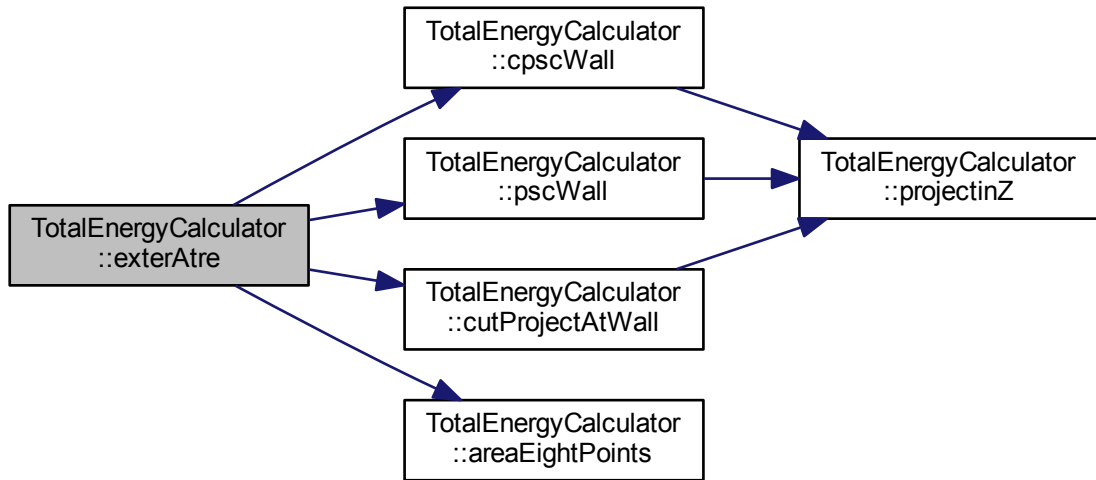 TotalEnergyCalculator
::exterAtre
TotalEnergyCalculator
::cpscWall
TotalEnergyCalculator
::pscWall
TotalEnergyCalculator
::cutProjectAtWall
TotalEnergyCalculator
::areaEightPoints
TotalEnergyCalculator
::projectinZ